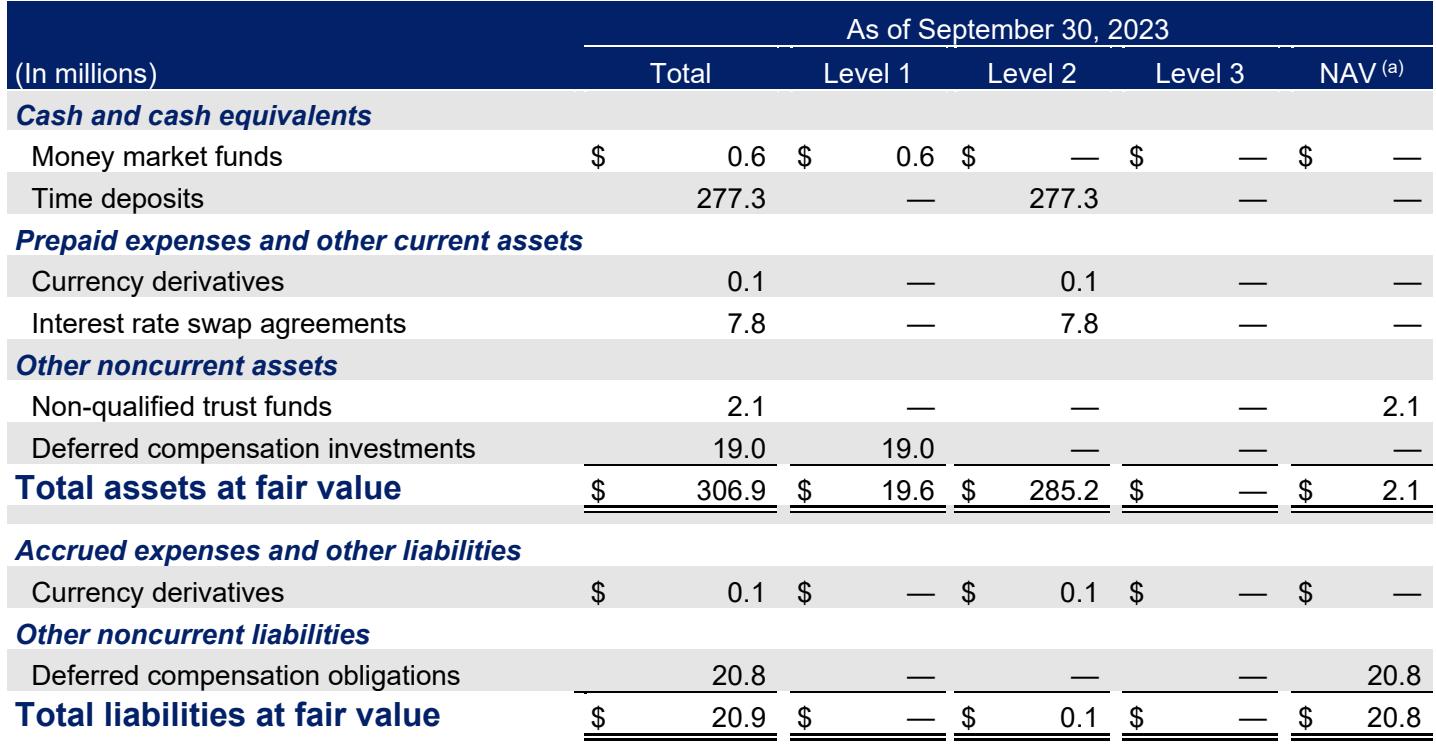 As of September 30, 2023
(In millions) Total Level 1 Level 2 Level 3 NAV (a)
Cash and cash equivalents
Money market funds $ 0.6 $ 0.6 $ — $ — $ —
Time deposits 277.3 — 277.3 — —
Prepaid expenses and other current assets
Currency derivatives 0.1 — 0.1 — —
Interest rate swap agreements 7.8 — 7.8 — —
Other noncurrent assets
Non-qualified trust funds 2.1 — — — 2.1
Deferred compensation investments 19.0 19.0 — — —
Total assets at fair value $ 306.9 $ 19.6 $ 285.2 $ — $ 2.1
Accrued expenses and other liabilities
Currency derivatives $ 0.1 $ — $ 0.1 $ — $ —
Other noncurrent liabilities
Deferred compensation obligations 20.8 — — — 20.8
Total liabilities at fair value $ 20.9 $ — $ 0.1 $ — $ 20.8